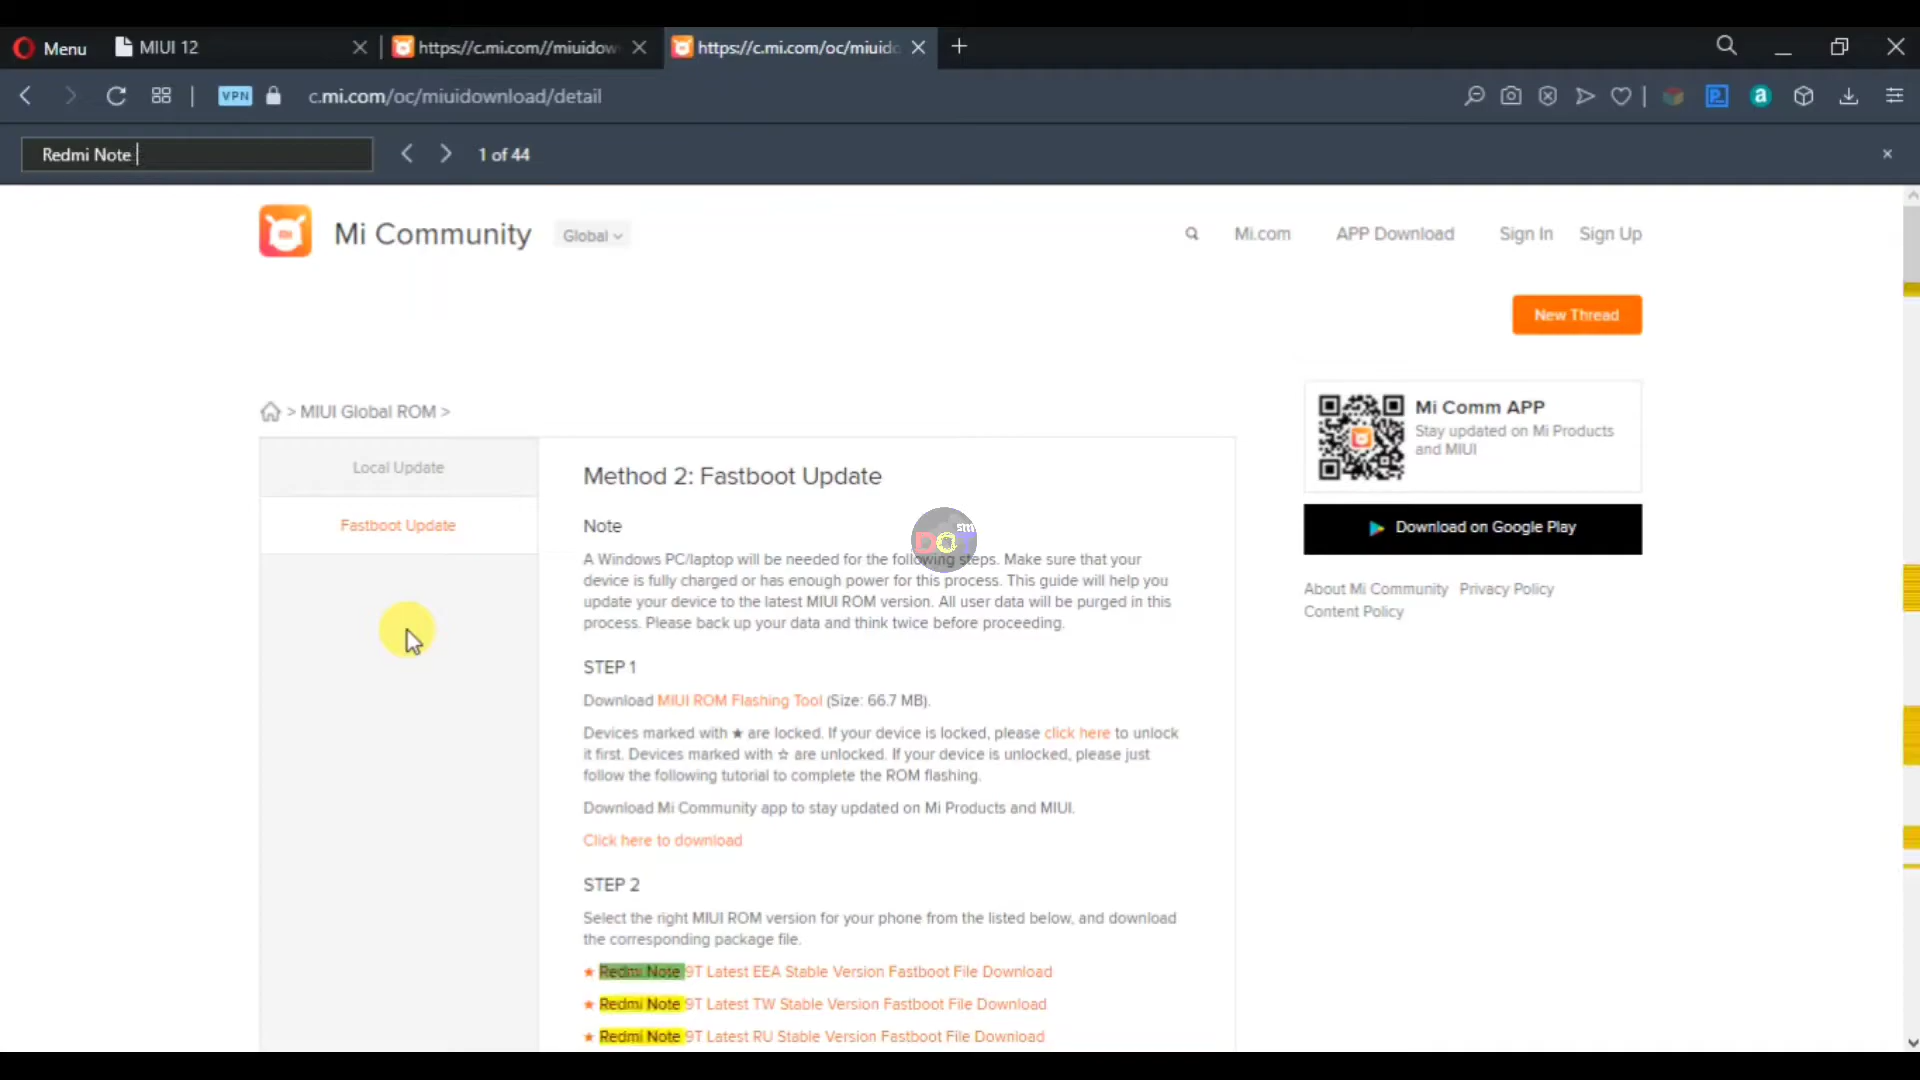 Menu
MIUI 12
https://c.mi.com//miuidow
https://c.mi.com/oc/miuid
VPN
c.mi.com/oc/miuidownload/detail
Redmi Note
1 of 44
Mi Community
Global
Mi.com
APP Download
Sign In
Sign Up
New Thread
> MIUI Global ROM >
Local Update
Fastboot Update
Method 2: Fastboot Update
Note
A Windows PC/laptop will be needed for the following steps. Make sure that your
device is fully charged or has enough power for this process. This guide will help you
update your device to the latest MIUI ROM version. All user data will be purged in this
process. Please back up your data and think twice before proceeding.
STEP 1
Download MIUI ROM Flashing Tool (Size: 66.7 MB).
Devices marked with ★ are locked. If your device is locked, please click here to unlock
it first. Devices marked with ☆ are unlocked. If your device is unlocked, please just
follow the following tutorial to complete the ROM flashing.
Download Mi Community app to stay updated on Mi Products and MIUI.
Click here to download
STEP 2
Select the right MIUI ROM version for your phone from the listed below, and download
the corresponding package file.
★ Redmi Note 9T Latest EEA Stable Version Fastboot File Download
★ Redmi Note 9T Latest TW Stable Version Fastboot File Download
★ Redmi Note 9T Latest RU Stable Version Fastboot File Download
Mi Comm APP
Stay updated on Mi Products
and MIUI
Download on Google Play
About Mi Community Privacy Policy
Content Policy
sm
DOT